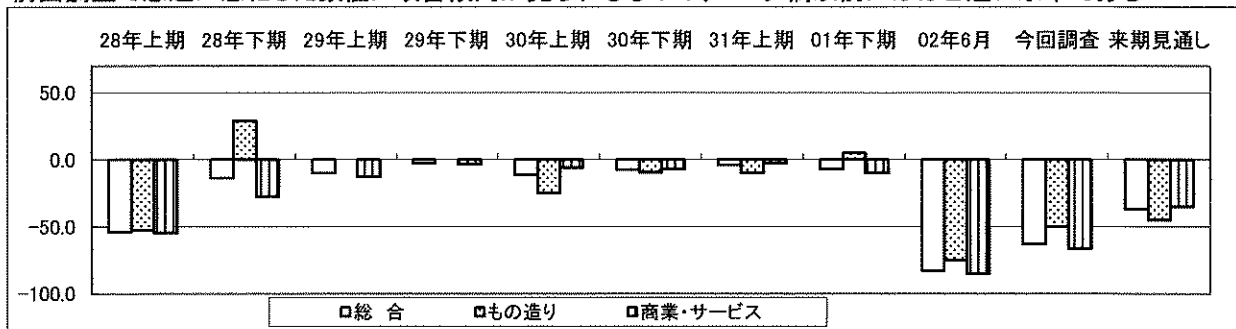 28年上期 28年下期 29年上期 29年下期 30年上期 30年下期 31年上期 01年下期 02年6月 今回調査 来期見通し
50.0
0.0
-50.0
-100.0
総 合 もの造り 商業・サービス